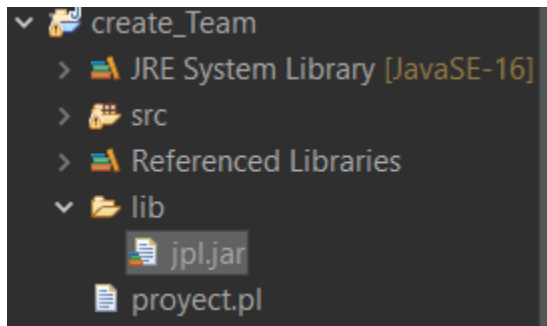 create_Team
JRE System Library [JavaSE-16]
src
Referenced Libraries
lib
jpl.jar
proyect.pl